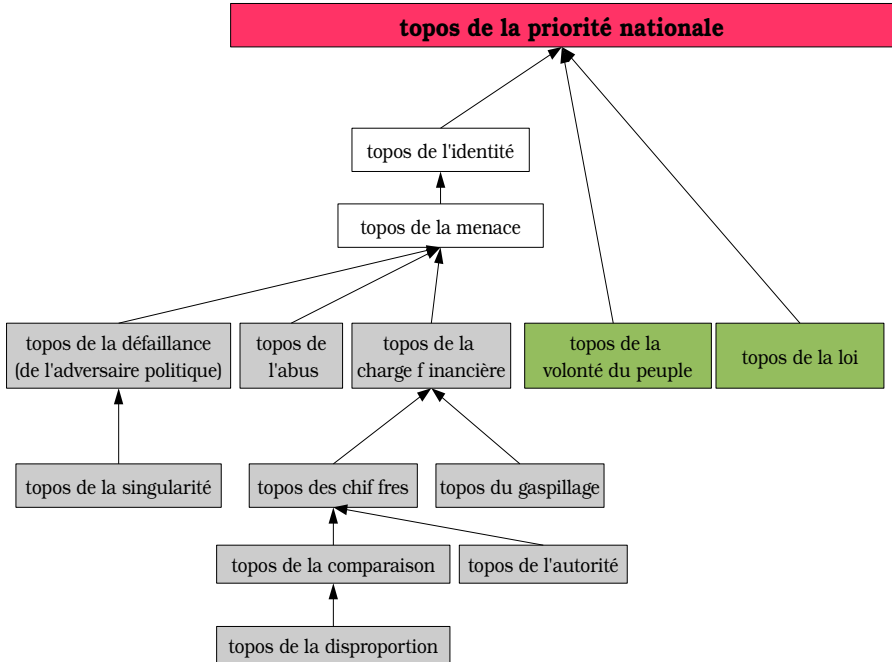 topos de la priorité nationale
topos de l'identité
topos de la menace
topos de la défaillance
(de l'adversaire politique)
topos de
l'abus
topos de la
charge f inancière
topos de la
volonté du peuple
topos de la loi
topos de la singularité
topos des chif fres
topos du gaspillage
topos de la comparaison
topos de l'autorité
topos de la disproportion